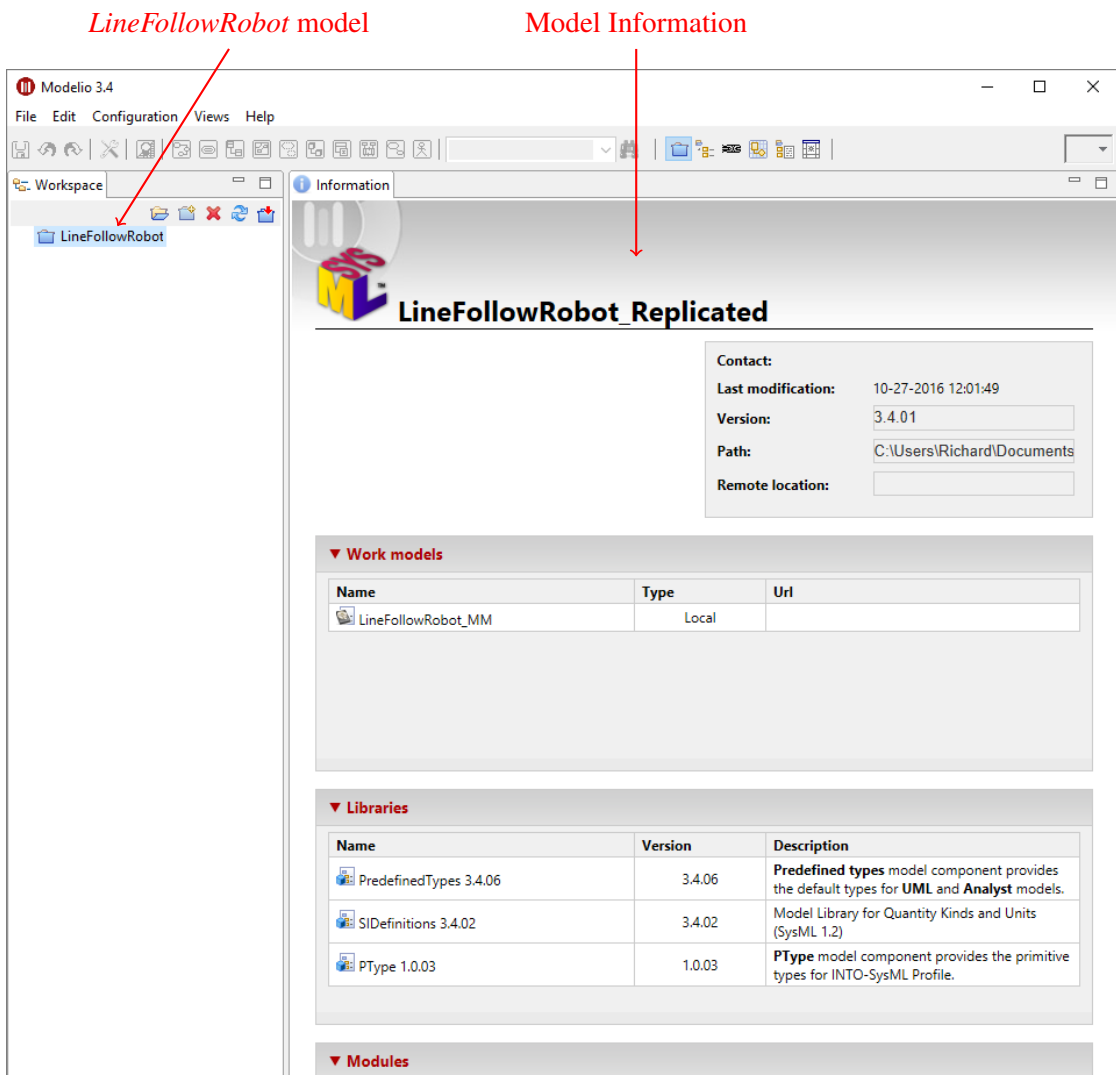 LineFollowRobot model
Model Information
Modelio 3.4
File Edit Configuration Views Help
Workspace
Information
LineFollowRobot
SYS
ML
TM
LineFollowRobot_Replicated
Contact:
Last modification: 10-27-2016 12:01:49
Version: 3.4.01
Path: C:\Users\Richard\Documents
Remote location:
Work models
Name Type Url
LineFollowRobot_MM Local
Libraries
Name Version Description
PredefinedTypes 3.4.06 3.4.06 Predefined types model component provides
the default types for UML and Analyst models.
SIDefinitions 3.4.02 3.4.02 Model Library for Quantity Kinds and Units
(SysML 1.2)
PType 1.0.03 1.0.03 PType model component provides the primitive
types for INTO-SysML Profile.
Modules